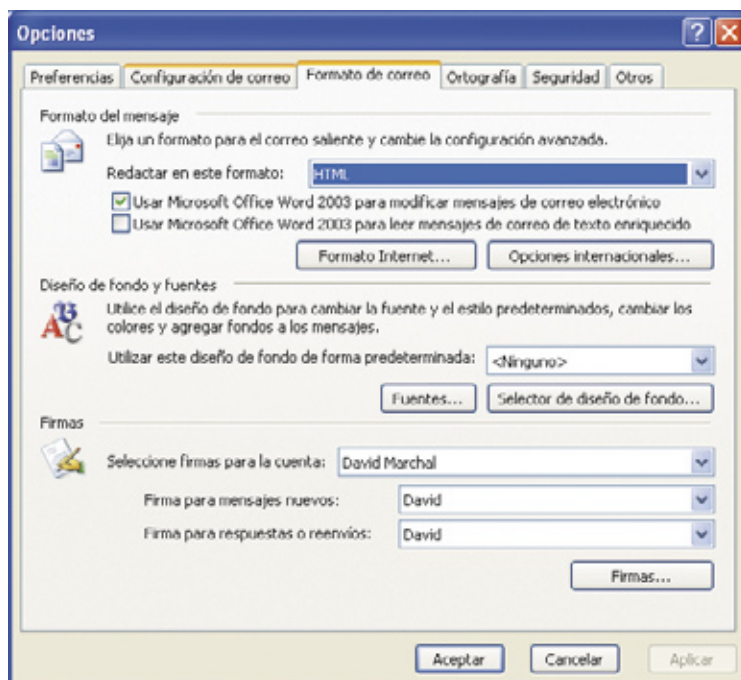 Opciones
Preferencias Configuración de correo Formato de correo Ortografía Seguridad Otros
Formato del mensaje
Elija un formato para el correo saliente y cambie la configuración avanzada.
Redactar en este formato: HTML
Usar Microsoft Office Word 2003 para modificar mensajes de correo electrónico
Usar Microsoft Office Word 2003 para leer mensajes de correo de texto enriquecido
Formato Internet... Opciones internacionales...
Diseño de fondo y fuentes
Utilice el diseño de fondo para cambiar la fuente y el estilo predeterminados, cambiar los
colores y agregar fondos a los mensajes.
Utilizar este diseño de fondo de forma predeterminada: <Ninguno>
Fuentes... Selector de diseño de fondo...
Firmas
Seleccione firmas para la cuenta: David Marchal
Firma para mensajes nuevos: David
Firma para respuestas o reenvíos: David
Firmas...
Aceptar Cancelar Aplicar